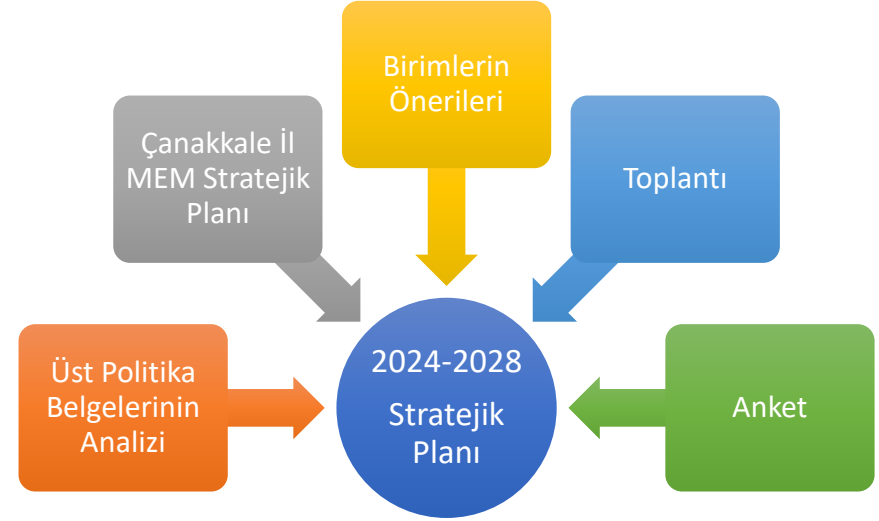 Birimlerin
Önerileri
Çanakkale İl
MEM Stratejik
Planı
Toplantı
Üst Politika
Belgelerinin
Analizi
2024-2028
Stratejik
Planı
Anket